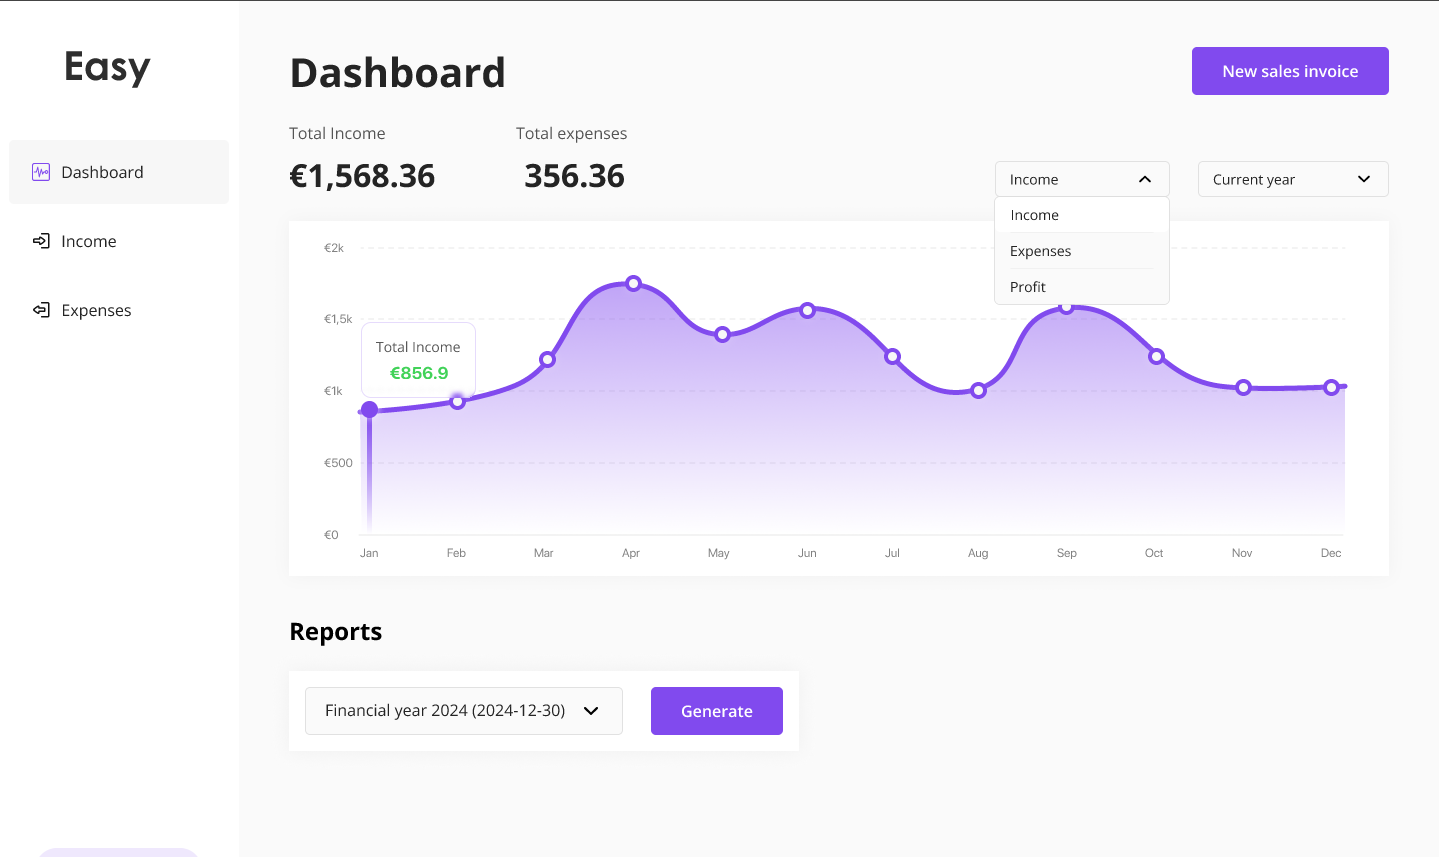 Easy
Dashboard
Income
Expenses
Dashboard
New sales invoice
Total Income
Total expenses
€1,568.36
356.36
Income
Current year
Income
Expenses
Profit
€2k
€1,5k
€1k
€500
€0
Total Income
€856.9
Jan
Feb
Mar
Apr
May
Jun
Jul
Aug
Sep
Oct
Nov
Dec
Reports
Financial year 2024 (2024-12-30)
Generate